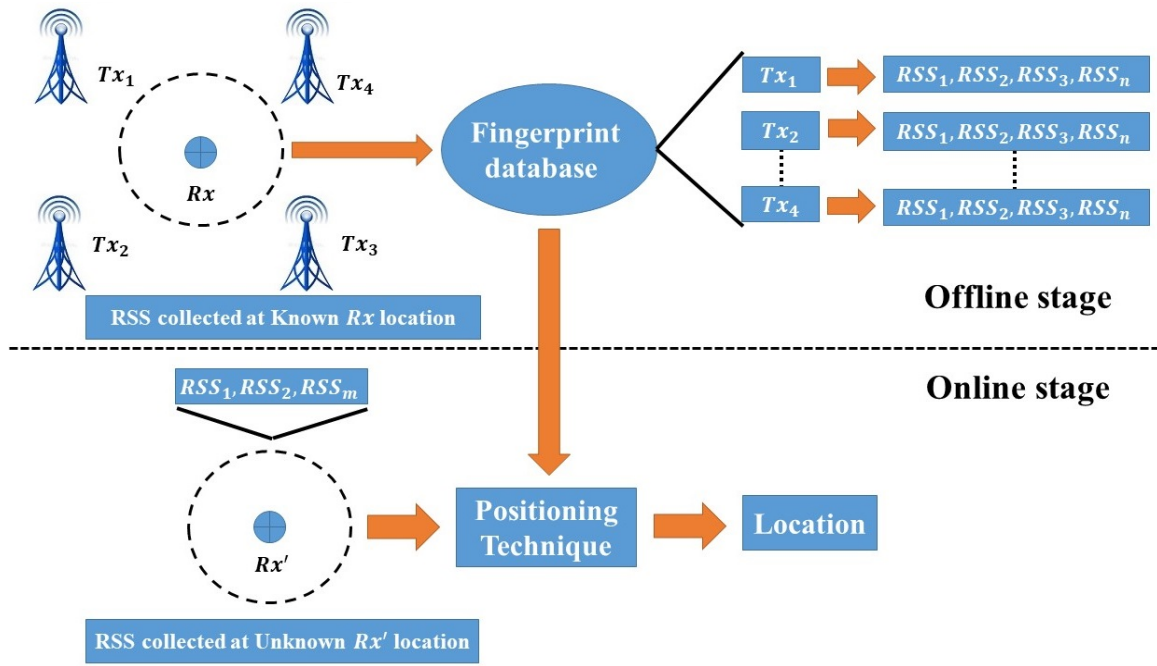 Tx₁
Tx₄
Rx
Tx₂
Tx₃
RSS collected at Known Rx location
Fingerprint
database
Tx₁
RSS₁, RSS₂, RSS₃, RSSₙ
Tx₂
RSS₁, RSS₂, RSS₃, RSSₙ
Tx₄
RSS₁, RSS₂, RSS₃, RSSₙ
Offline stage
Online stage
RSS₁, RSS₂, RSSₘ
Rx′
RSS collected at Unknown Rx′ location
Positioning
Technique
Location